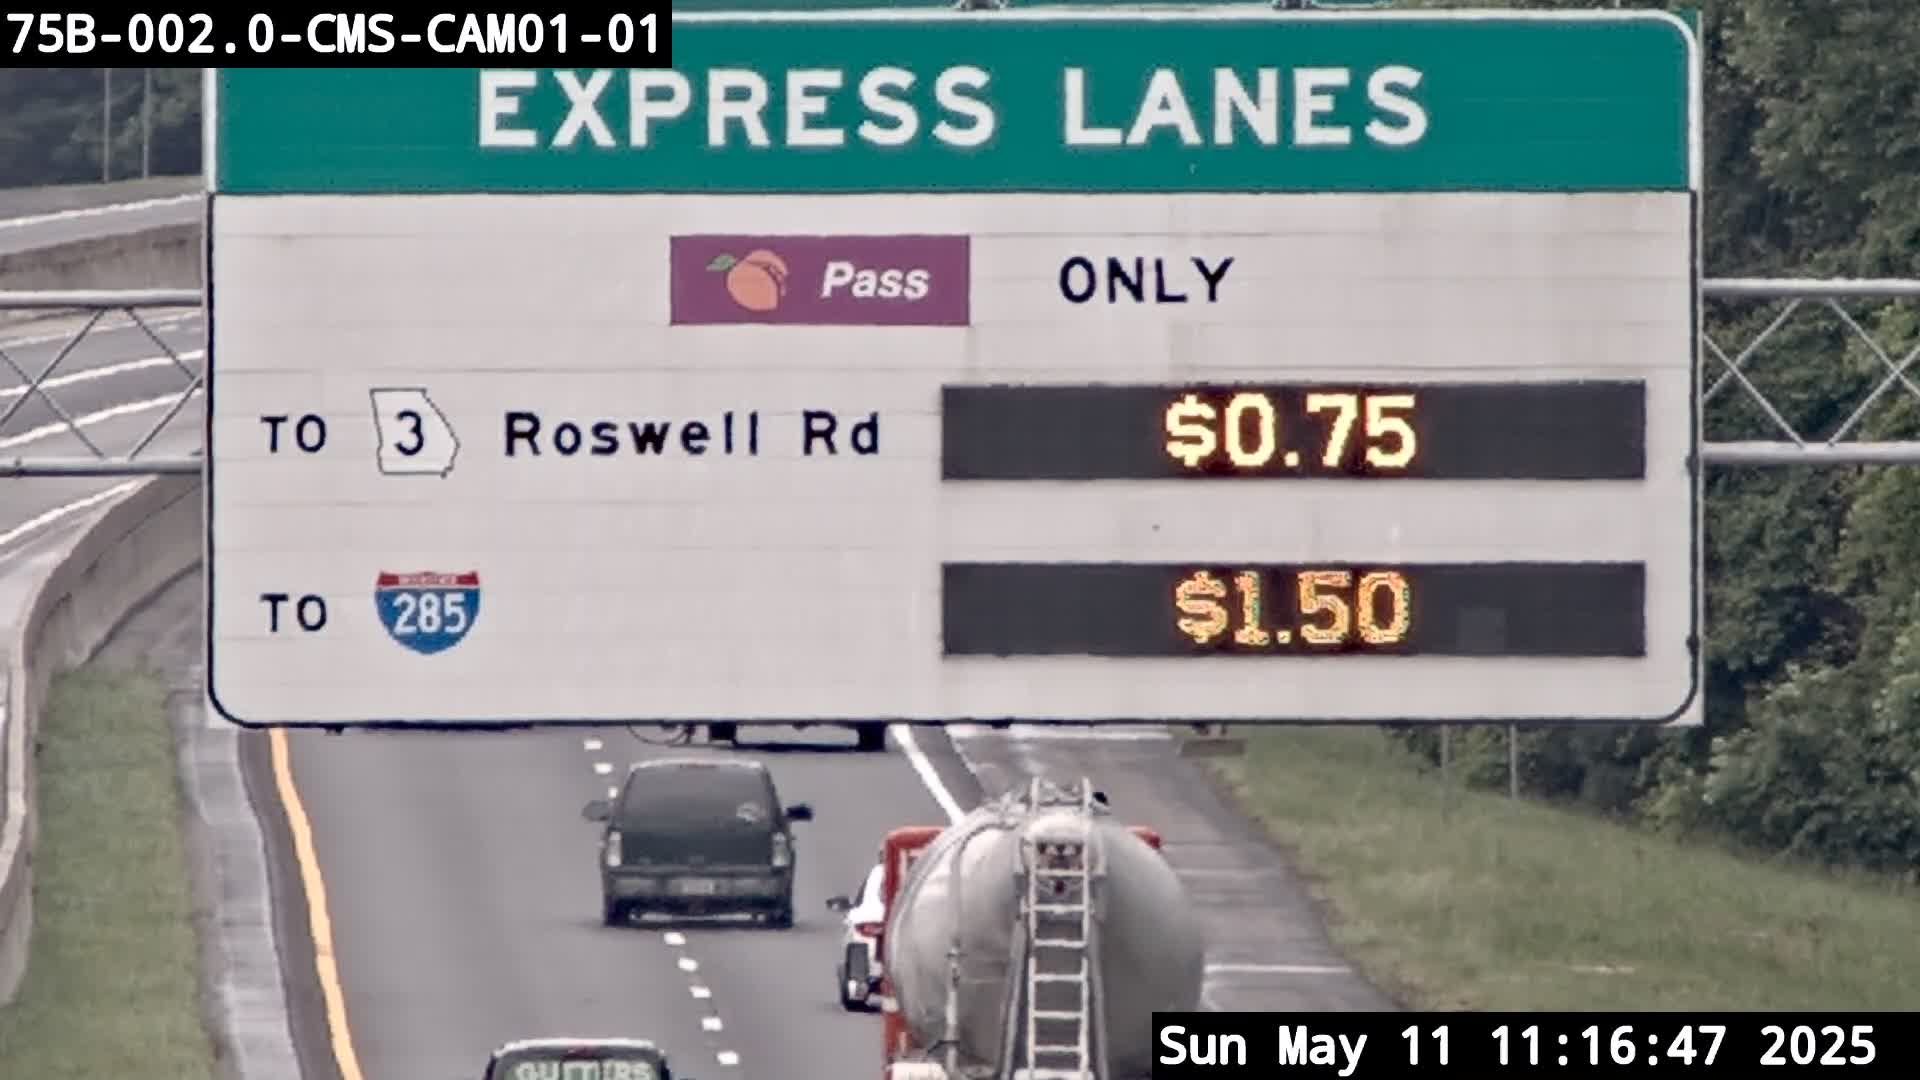 75B-002.0-CMS-CAM01-01
EXPRESS LANES
Pass ONLY
TO 3 Roswell Rd $0.75
TO 285 $1.50
GUTTERS
Sun May 11 11:16:47 2025